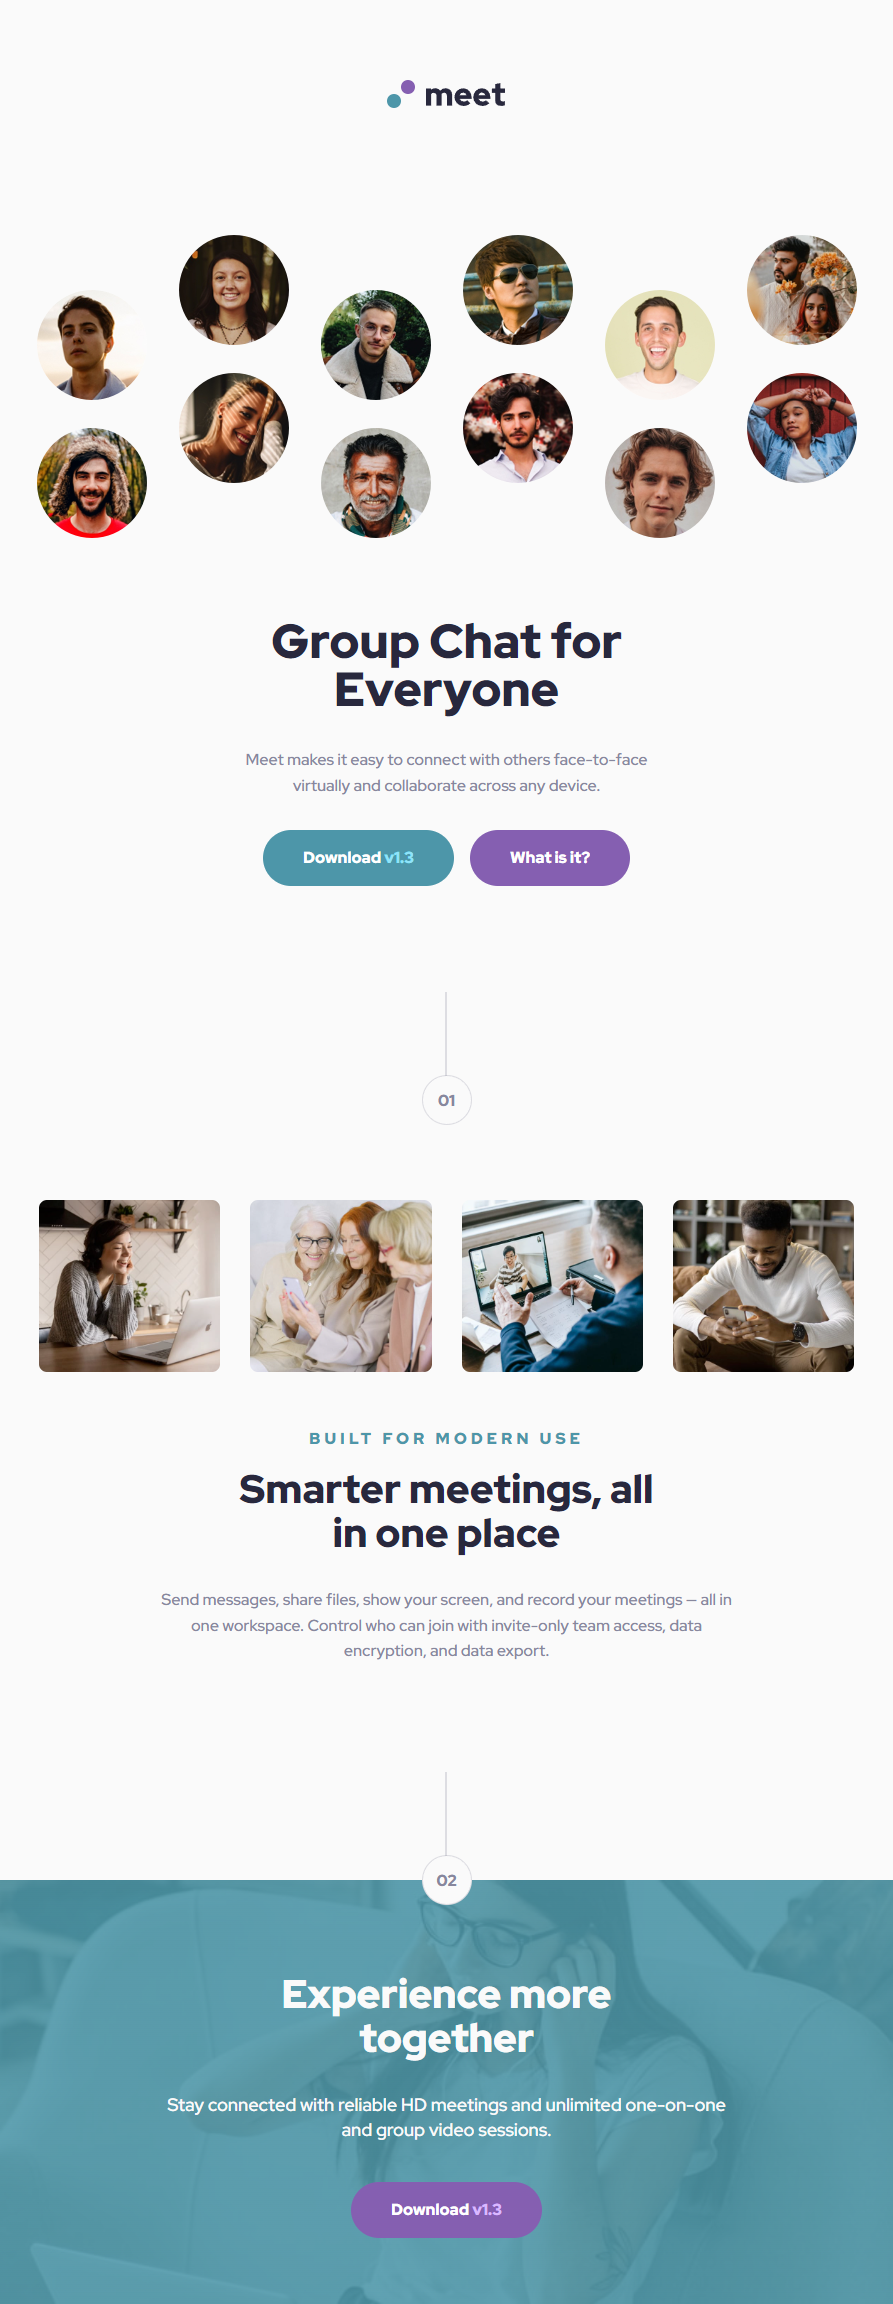 meet
Group Chat for
Everyone
Meet makes it easy to connect with others face-to-face
virtually and collaborate across any device.
Download v1.3
What is it?
01
BUILT FOR MODERN USE
Smarter meetings, all
in one place
Send messages, share files, show your screen, and record your meetings — all in
one workspace. Control who can join with invite-only team access, data
encryption, and data export.
02
Experience more
together
Stay connected with reliable HD meetings and unlimited one-on-one
and group video sessions.
Download v1.3